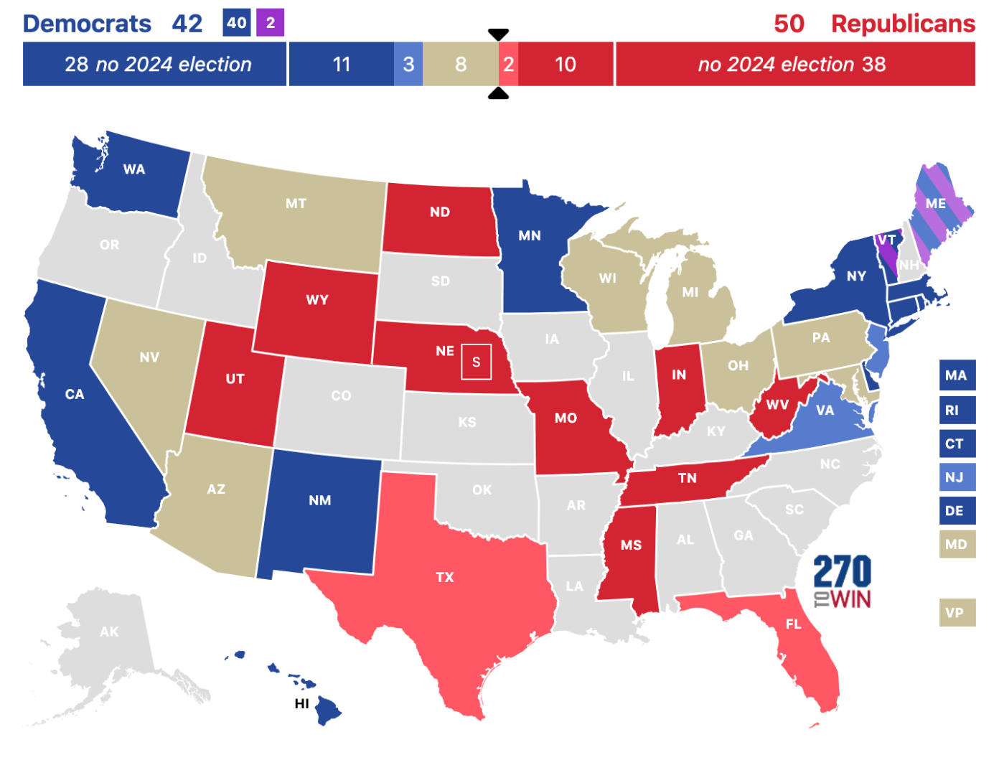 Democrats 42 40 2 50 Republicans
28 no 2024 election 11 3 8 2 10 no 2024 election 38
WA
MT
ND
MN
ME
OR
ID
VT
NH
WY
SD
WI
MI
NY
NV
UT
NE
S
IA
PA
IL
IN
OH
CA
CO
KS
MO
KY
WV
VA
MA
RI
CT
NJ
DE
MD
VP
AZ
NM
OK
AR
TN
NC
SC
TX
LA
MS
AL
GA
270
TO WIN
FL
AK
HI